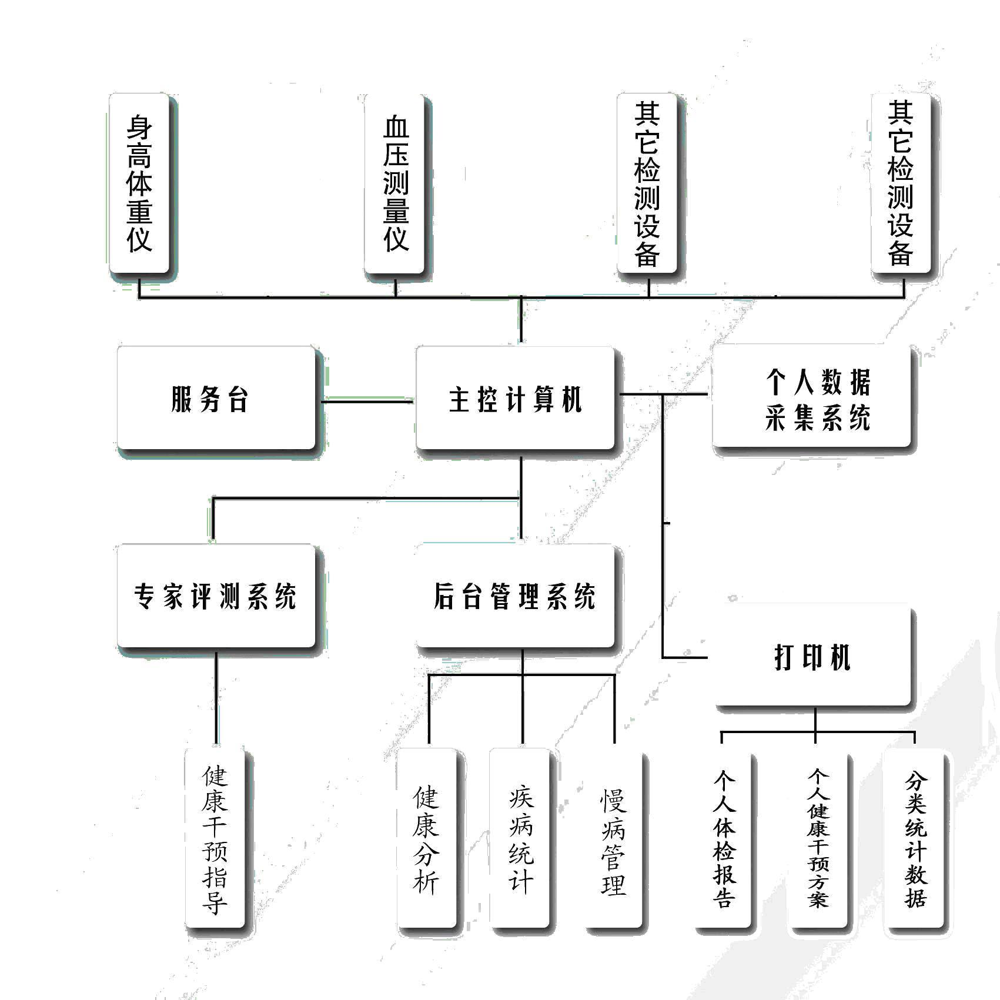 身高体重仪
血压测量仪
其它检测设备
其它检测设备
服务台
主控计算机
个人数据
采集系统
专家评测系统
后台管理系统
打印机
健康干预指导
健康分析
疾病统计
慢病管理
个人体检报告
个人健康干预方案
分类统计数据